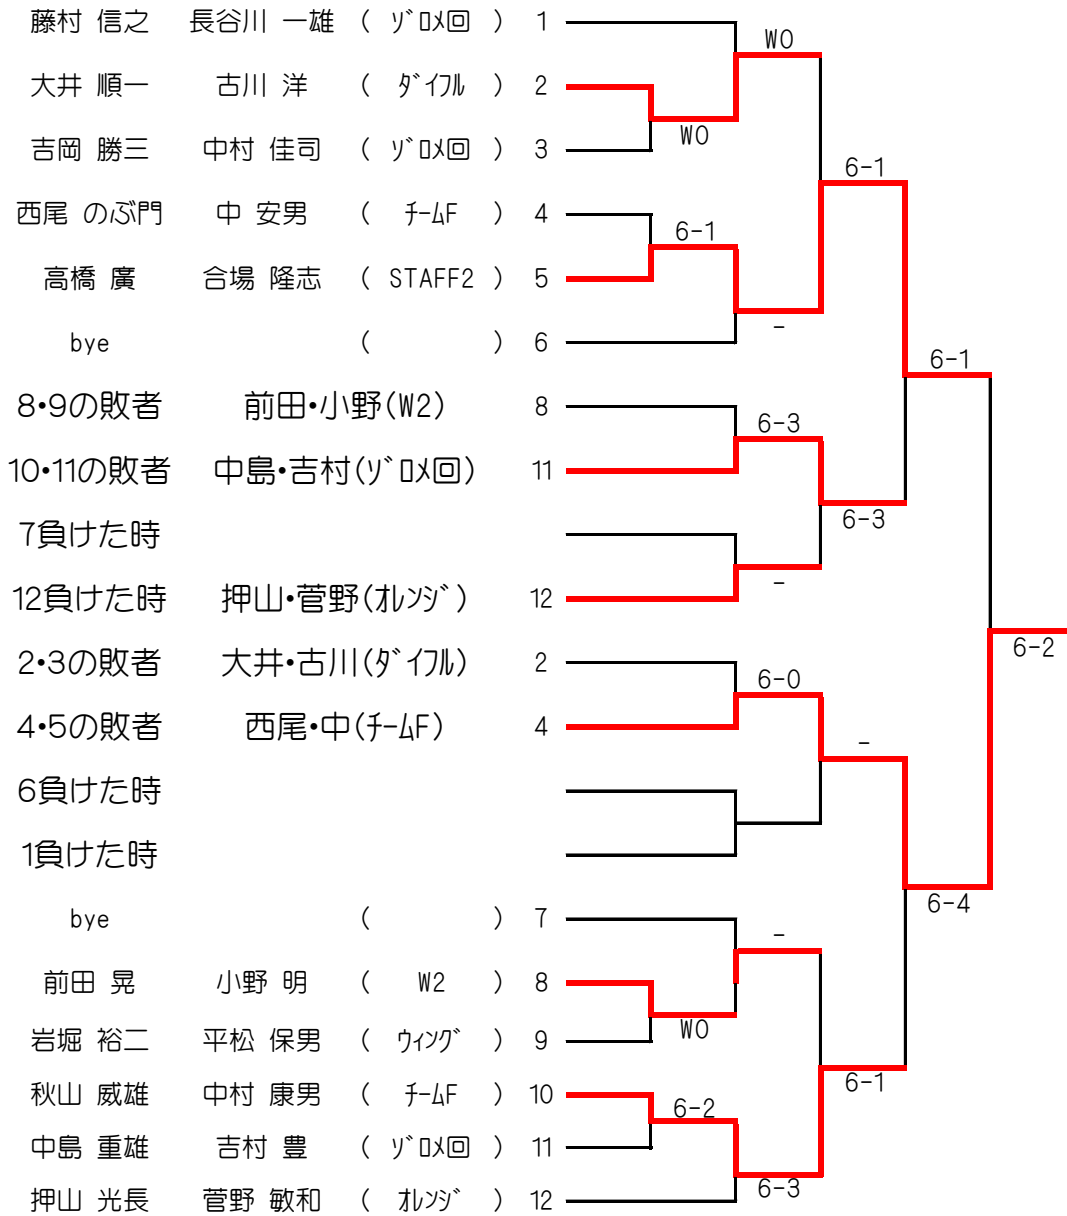 藤村 信之 長谷川 一雄 ( ｿﾞﾛﾒ回 ) 1
WO
大井 順一 古川 洋 ( ﾀﾞｲﾌﾙ ) 2
WO
吉岡 勝三 中村 佳司 ( ｿﾞﾛﾒ回 ) 3
6-1
西尾 のぶ門 中 安男 ( ﾁｰﾑF ) 4
6-1
高橋 廣 合場 隆志 ( STAFF2 ) 5
-
bye ( ) 6
6-1
8・9の敗者 前田・小野(W2) 8
6-3
10・11の敗者 中島・吉村(ｿﾞﾛﾒ回) 11
6-3
7負けた時
-
12負けた時 押山・菅野(ｵﾚﾝｼﾞ) 12
6-2
2・3の敗者 大井・古川(ﾀﾞｲﾌﾙ) 2
6-0
4・5の敗者 西尾・中(ﾁｰﾑF) 4
-
6負けた時
1負けた時
6-4
bye ( ) 7
-
前田 晃 小野 明 ( W2 ) 8
WO
岩堀 裕二 平松 保男 ( ｳｨﾝｸﾞ ) 9
6-1
秋山 威雄 中村 康男 ( ﾁｰﾑF ) 10
6-2
中島 重雄 吉村 豊 ( ｿﾞﾛﾒ回 ) 11
6-3
押山 光長 菅野 敏和 ( ｵﾚﾝｼﾞ ) 12